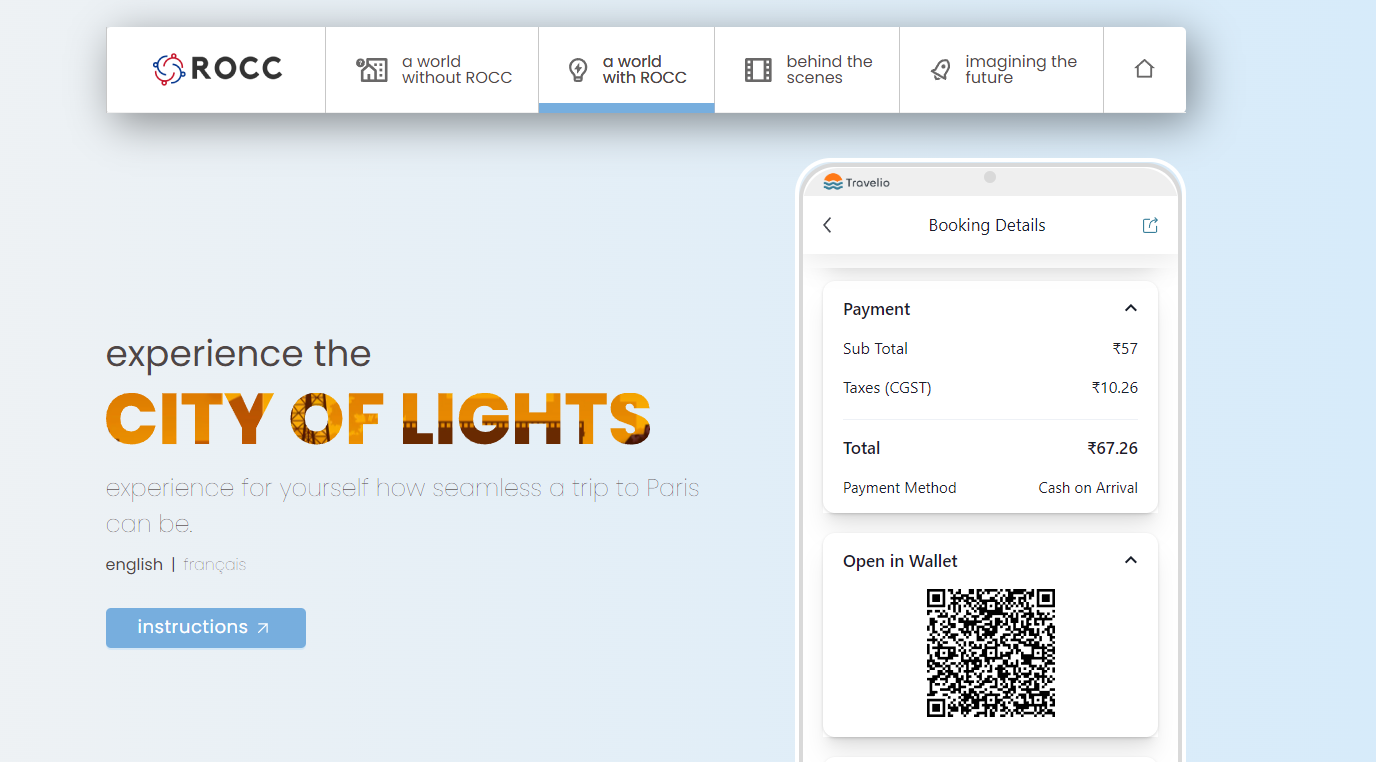 ROCC
a world
without ROCC
a world
with ROCC
behind the
scenes
imagining the
future
Travelio
Booking Details
experience the
CITY OF LIGHTS
experience for yourself how seamless a trip to Paris
can be.
english | français
instructions
Payment
Sub Total ₹57
Taxes (CGST) ₹10.26
Total ₹67.26
Payment Method Cash on Arrival
Open in Wallet